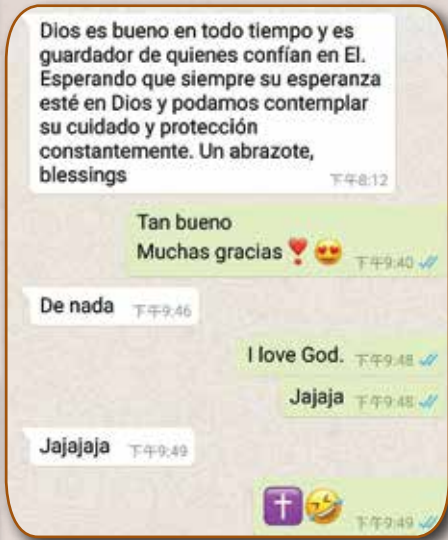 Dios es bueno en todo tiempo y es
guardador de quienes confían en El.
Esperando que siempre su esperanza
esté en Dios y podamos contemplar
su cuidado y protección
constantemente. Un abrazote,
blessings 下午8:12
Tan bueno
Muchas gracias ❣️😍 下午9:40
De nada 下午9:46
I love God. 下午9:48
Jajaja 下午9:48
Jajajaja 下午9:49
✝️🤣 下午9:49